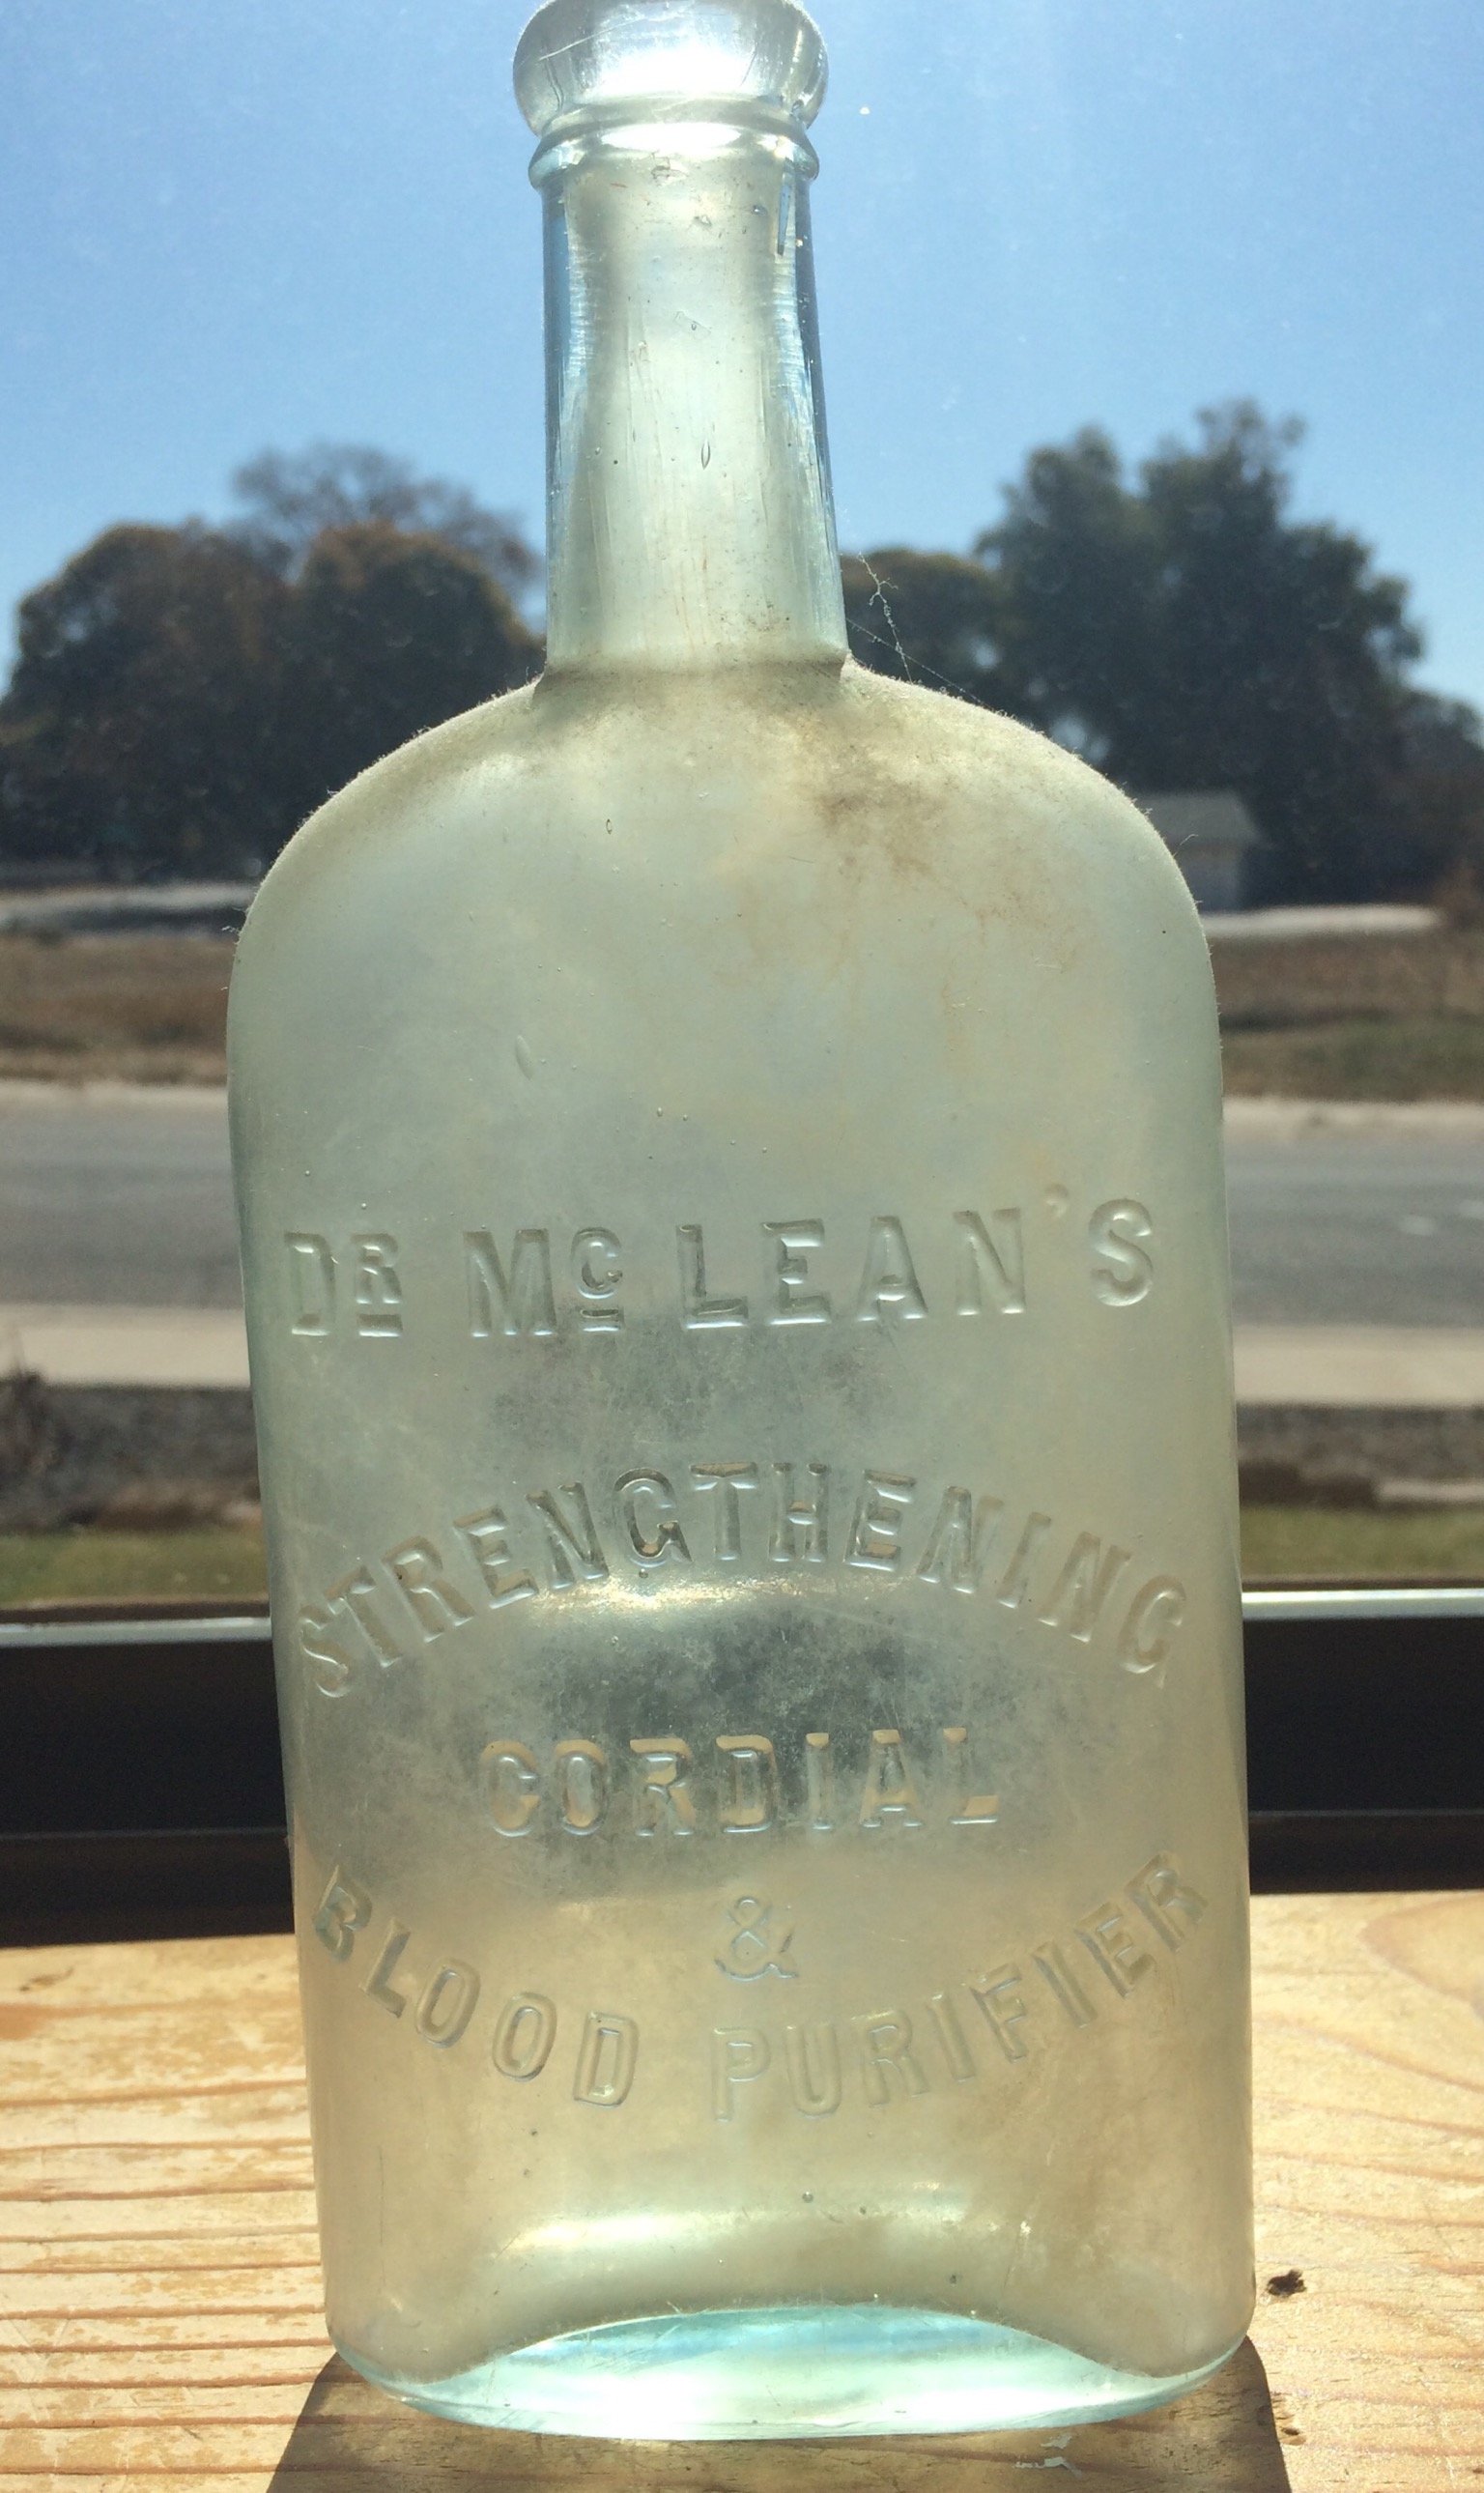 DR MC LEAN'S
STRENGTHENING
CORDIAL
&
BLOOD PURIFIER